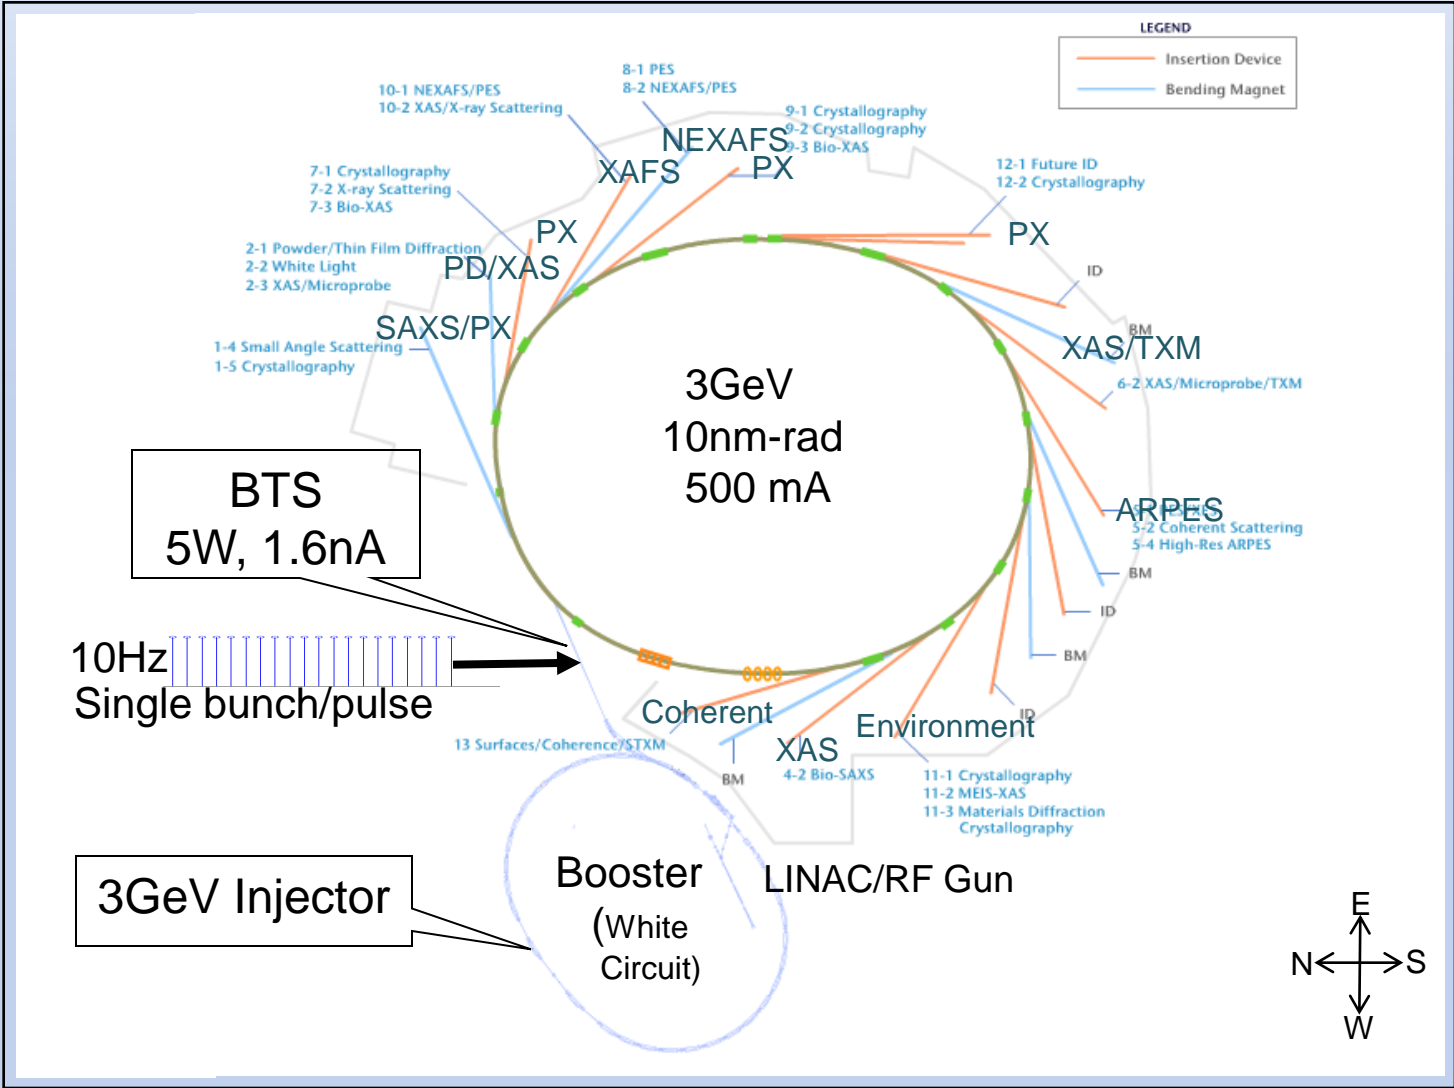 LEGEND
Insertion Device
Bending Magnet
8-1 PES
8-2 NEXAFS/PES
10-1 NEXAFS/PES
10-2 XAS/X-ray Scattering
9-1 Crystallography
9-2 Crystallography
9-3 Bio-XAS
NEXAFS
XAFS
PX
7-1 Crystallography
7-2 X-ray Scattering
7-3 Bio-XAS
12-1 Future ID
12-2 Crystallography
PX
PX
2-1 Powder/Thin Film Diffraction
2-2 White Light
2-3 XAS/Microprobe
PD/XAS
ID
SAXS/PX
BM
XAS/TXM
1-4 Small Angle Scattering
1-5 Crystallography
6-2 XAS/Microprobe/TXM
3GeV
10nm-rad
500 mA
BTS
5W, 1.6nA
ARPES
5-2 Coherent Scattering
5-4 High-Res ARPES
BM
ID
BM
10Hz
Single bunch/pulse
ID
Coherent
Environment
13 Surfaces/Coherence/STXM
XAS
4-2 Bio-SAXS
BM
11-1 Crystallography
11-2 MEIS-XAS
11-3 Materials Diffraction
Crystallography
Booster
(White
Circuit)
LINAC/RF Gun
3GeV Injector
E
N
S
W